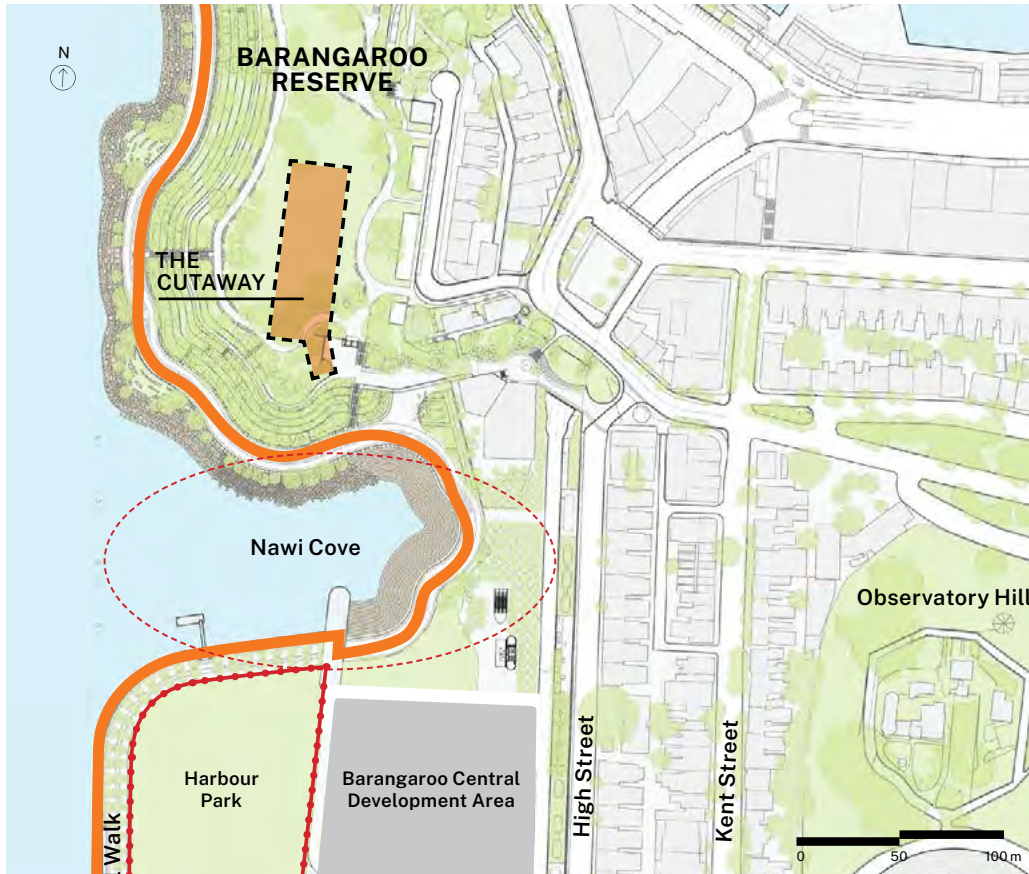 N
BARANGAROO
RESERVE
THE
CUTAWAY
Nawi Cove
Observatory Hill
Harbour
Park
Barangaroo Central
Development Area
High Street
Kent Street
Walk
0
50
100 m